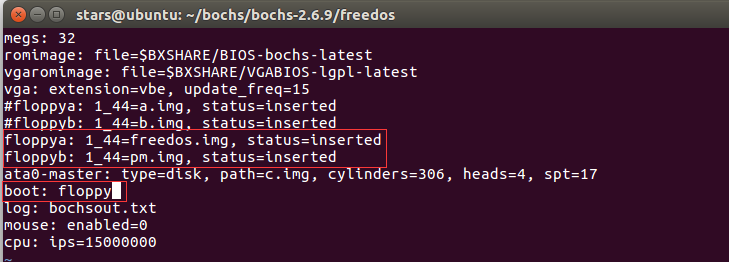 stars@ubuntu: ~/bochs/bochs-2.6.9/freedos
megs: 32
romimage: file=$BXSHARE/BIOS-bochs-latest
vgaromimage: file=$BXSHARE/VGABIOS-lgpl-latest
vga: extension=vbe, update_freq=15
#floppya: 1_44=a.img, status=inserted
#floppyb: 1_44=b.img, status=inserted
floppya: 1_44=freedos.img, status=inserted
floppyb: 1_44=pm.img, status=inserted
ata0-master: type=disk, path=c.img, cylinders=306, heads=4, spt=17
boot: floppy
log: bochsout.txt
mouse: enabled=0
cpu: ips=15000000
~